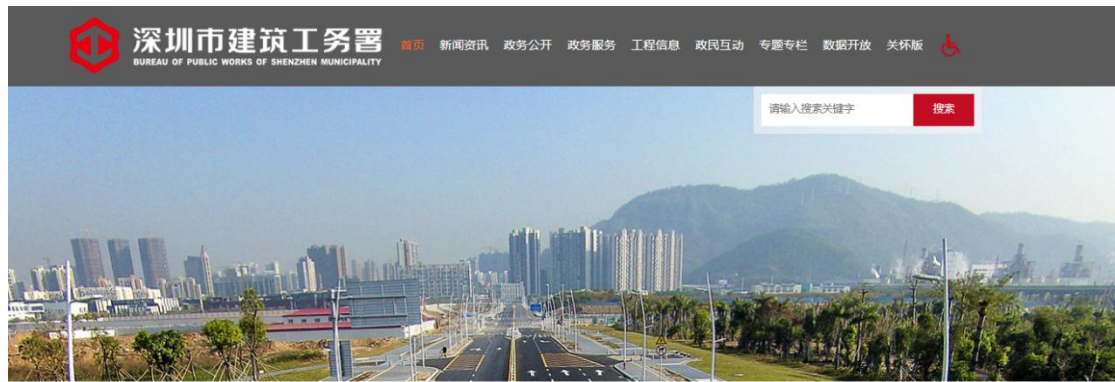 深圳市建筑工务署
BUREAU OF PUBLIC WORKS OF SHENZHEN MUNICIPALITY
首页 新闻资讯 政务公开 政务服务 工程信息 政民互动 专题专栏 数据开放 关怀版
请输入搜素关键字 搜素